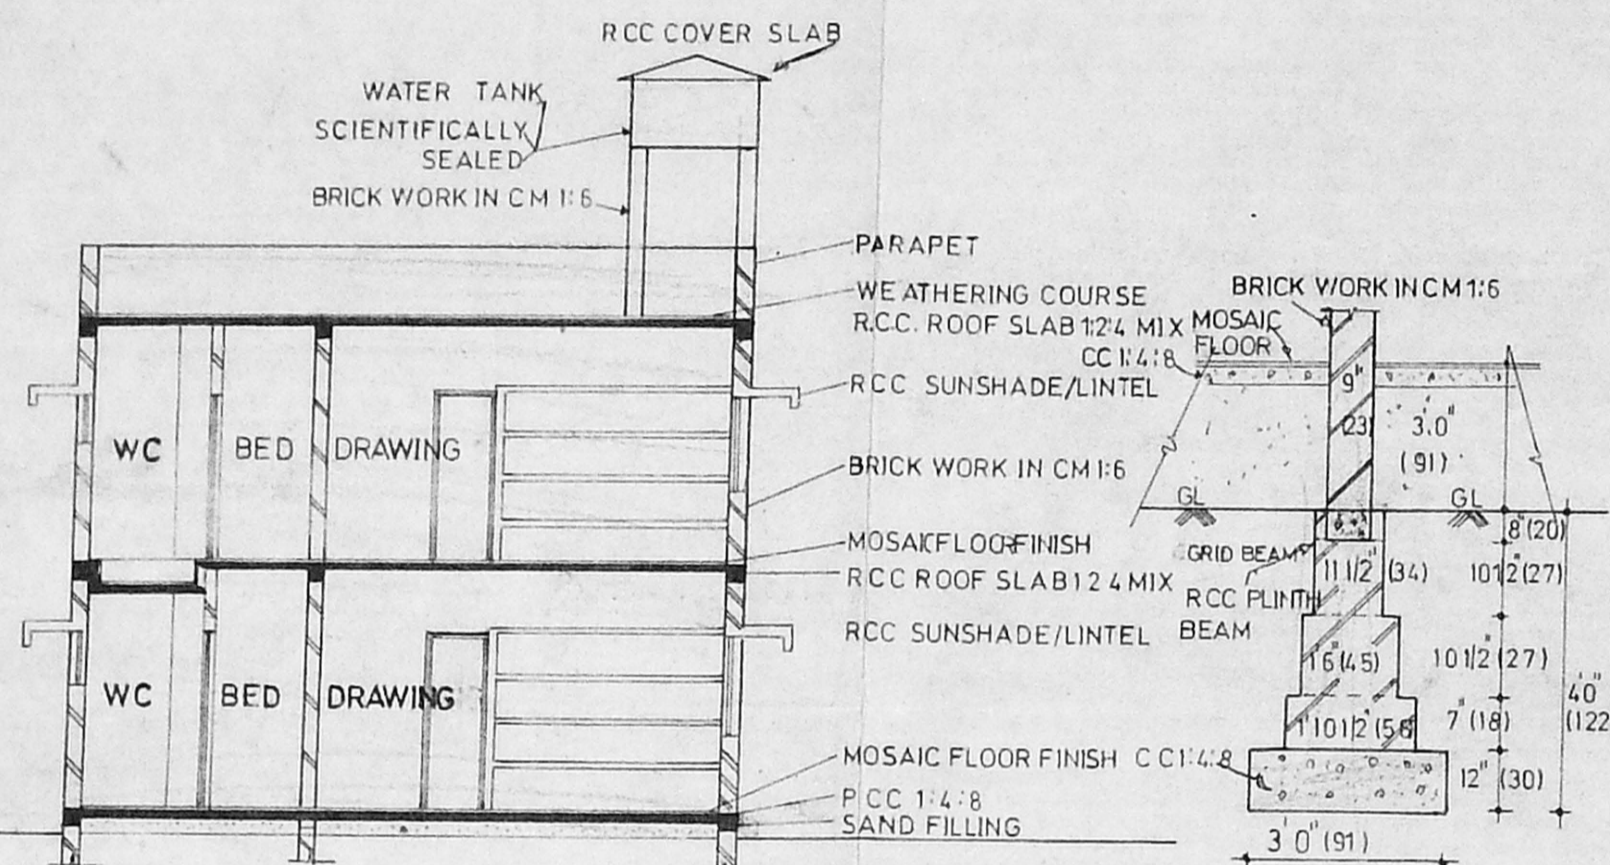 RCC COVER SLAB
WATER TANK
SCIENTIFICALLY
SEALED
BRICK WORK IN CM 1:6
PARAPET
WEATHERING COURSE
R.C.C. ROOF SLAB 1:2:4 MIX
RCC SUNSHADE/LINTEL
WC BED DRAWING
BRICK WORK IN CM 1:6
MOSAIC FLOOR FINISH
RCC ROOF SLAB 1 2 4 MIX
RCC SUNSHADE/LINTEL
WC BED DRAWING
MOSAIC FLOOR FINISH
PCC 1:4:8
SAND FILLING
BRICK WORK IN CM 1:6
MOSAIC
FLOOR
CC 1:4:8
9"
(23)
3'.0"
(91)
GL
GL
8"(20)
GRID BEAM
11 1/2" (34)
10 1/2"(27)
RCC PLINTH
BEAM
1'6"(45)
10 1/2"(27)
4'0"
(122
1'10 1/2"(56
7"(18)
CC 1:4:8
12" (30)
3'0"(91)